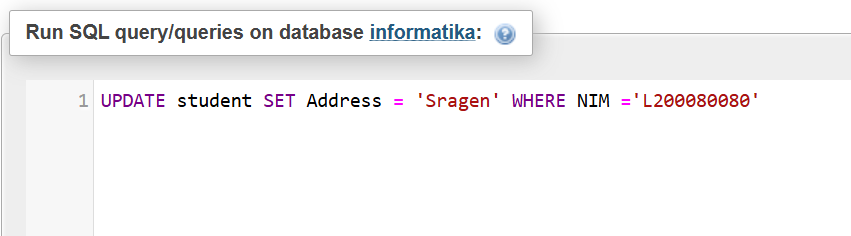 Run SQL query/queries on database informatika:
1 UPDATE student SET Address = 'Sragen' WHERE NIM ='L200080080'